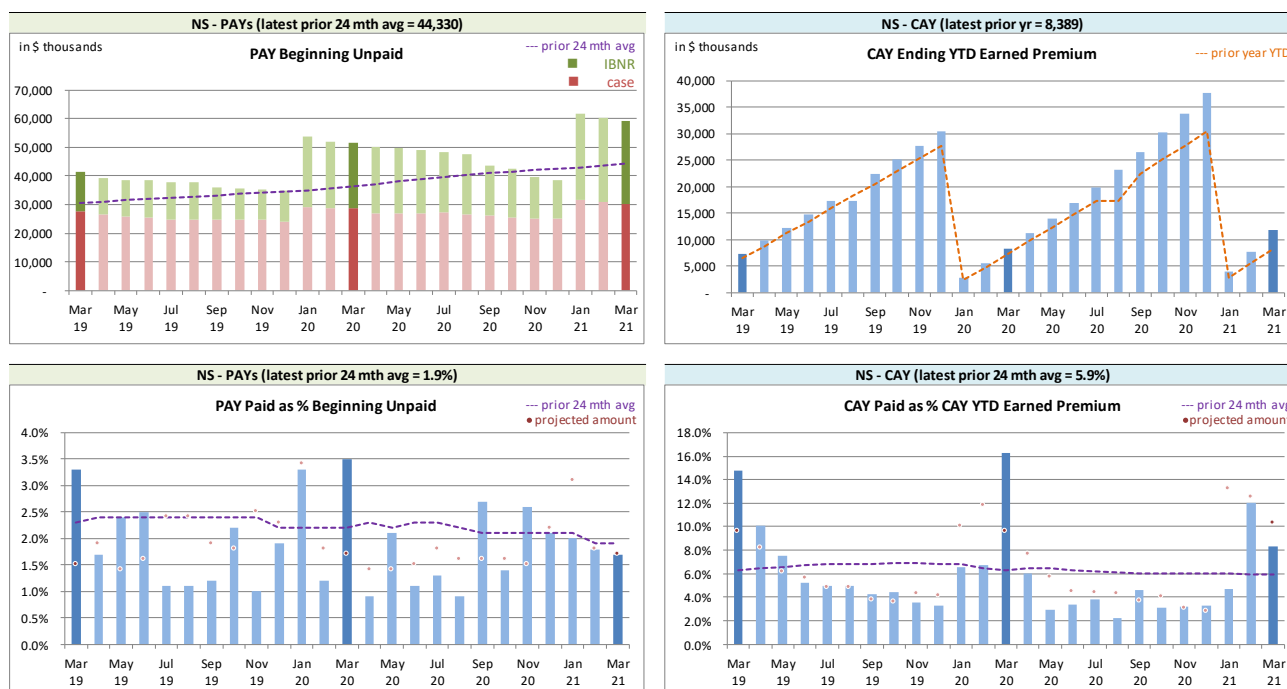 NS - PAYs (latest prior 24 mth avg = 44,330)
in $ thousands
PAY Beginning Unpaid
--- prior 24 mth avg
IBNR
case
70,000
60,000
50,000
40,000
30,000
20,000
10,000
-
Mar May Jul Sep Nov Jan Mar May Jul Sep Nov Jan Mar
19 19 19 19 19 20 20 20 20 20 20 21 21
NS - CAY (latest prior yr = 8,389)
in $ thousands
CAY Ending YTD Earned Premium
--- prior year YTD
40,000
35,000
30,000
25,000
20,000
15,000
10,000
5,000
-
Mar May Jul Sep Nov Jan Mar May Jul Sep Nov Jan Mar
19 19 19 19 19 20 20 20 20 20 20 21 21
NS - PAYs (latest prior 24 mth avg = 1.9%)
PAY Paid as % Beginning Unpaid
--- prior 24 mth avg
• projected amount
4.0%
3.5%
3.0%
2.5%
2.0%
1.5%
1.0%
0.5%
0.0%
Mar May Jul Sep Nov Jan Mar May Jul Sep Nov Jan Mar
19 19 19 19 19 20 20 20 20 20 20 21 21
NS - CAY (latest prior 24 mth avg = 5.9%)
CAY Paid as % CAY YTD Earned Premium
--- prior 24 mth avg
• projected amount
18.0%
16.0%
14.0%
12.0%
10.0%
8.0%
6.0%
4.0%
2.0%
0.0%
Mar May Jul Sep Nov Jan Mar May Jul Sep Nov Jan Mar
19 19 19 19 19 20 20 20 20 20 20 21 21